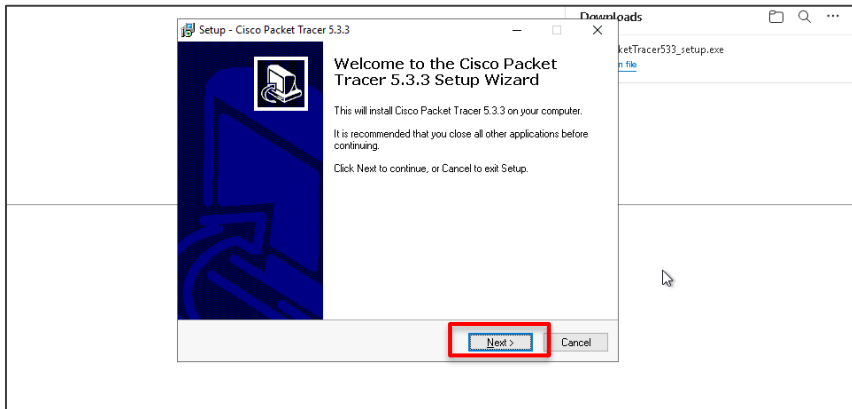 Downloads
Setup - Cisco Packet Tracer 5.3.3
ketTracer533_setup.exe
n file
Welcome to the Cisco Packet
Tracer 5.3.3 Setup Wizard
This will install Cisco Packet Tracer 5.3.3 on your computer.
It is recommended that you close all other applications before
continuing.
Click Next to continue, or Cancel to exit Setup.
Next >
Cancel